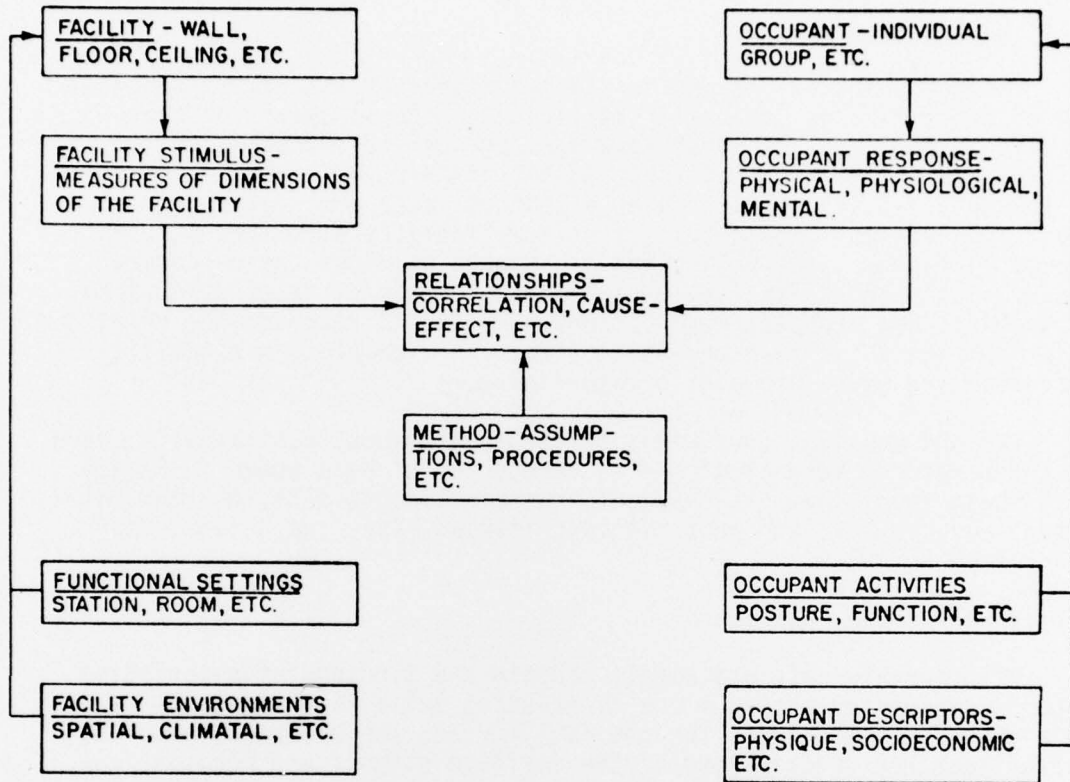 FACILITY - WALL,
FLOOR, CEILING, ETC.
OCCUPANT - INDIVIDUAL
GROUP, ETC.
FACILITY STIMULUS-
MEASURES OF DIMENSIONS
OF THE FACILITY
OCCUPANT RESPONSE-
PHYSICAL, PHYSIOLOGICAL,
MENTAL.
RELATIONSHIPS-
CORRELATION, CAUSE-
EFFECT, ETC.
METHOD - ASSUMP-
TIONS, PROCEDURES,
ETC.
FUNCTIONAL SETTINGS
STATION, ROOM, ETC.
OCCUPANT ACTIVITIES
POSTURE, FUNCTION, ETC.
FACILITY ENVIRONMENTS
SPATIAL, CLIMATAL, ETC.
OCCUPANT DESCRIPTORS-
PHYSIQUE, SOCIOECONOMIC
ETC.